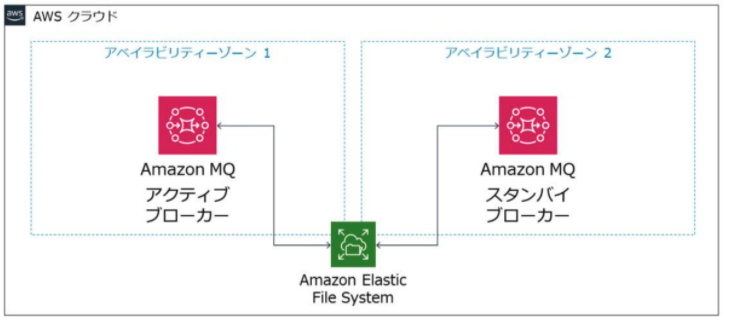 aws
AWS クラウド
アベイラビリティーゾーン 1
アベイラビリティーゾーン 2
Amazon MQ
アクティブ
ブローカー
Amazon MQ
スタンバイ
ブローカー
Amazon Elastic
File System